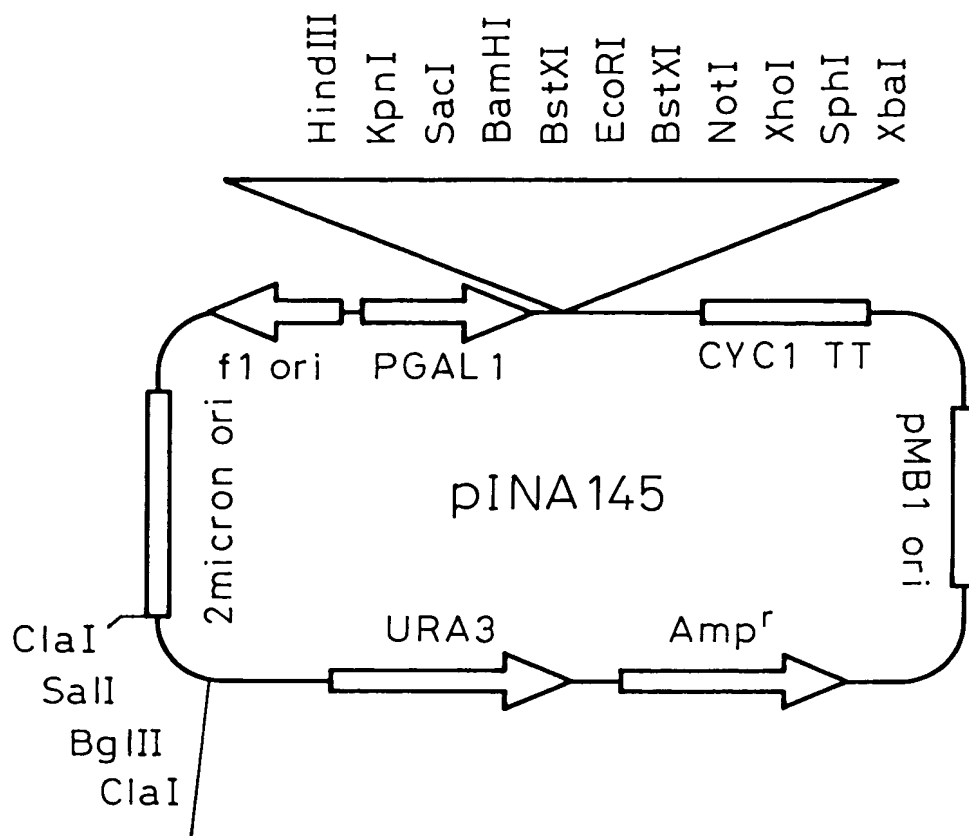 HindIII
KpnI
SacI
BamHI
BstXI
EcoRI
BstXI
NotI
XhoI
SphI
XbaI
f1 ori
PGAL1
CYC1 TT
2micron ori
pINA145
pMB1 ori
ClaI
SalI
BglII
ClaI
URA3
Ampʳ